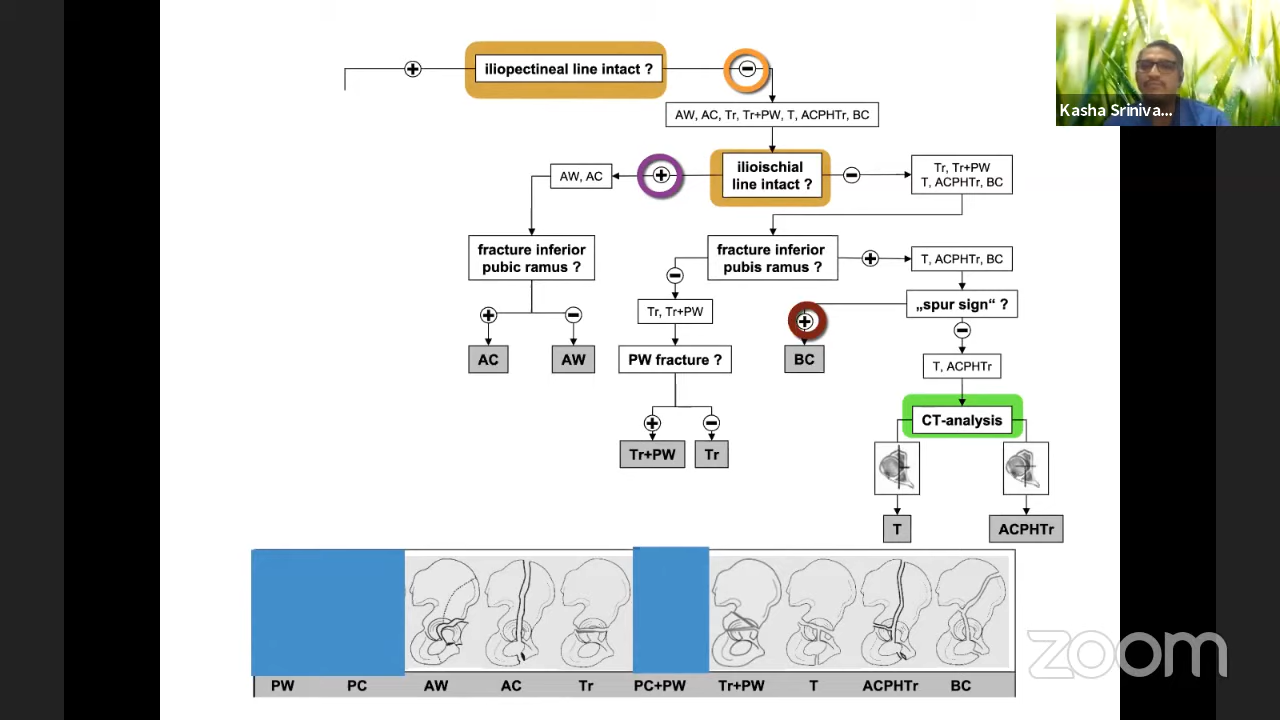 iliopectineal line intact ?
Kasha Sriniva...
AW, AC, Tr, Tr+PW, T, ACPHTr, BC
AW, AC
ilioischial
line intact ?
Tr, Tr+PW
T, ACPHTr, BC
fracture inferior
pubic ramus ?
fracture inferior
pubis ramus ?
T, ACPHTr, BC
Tr, Tr+PW
„spur sign“ ?
AC
AW
PW fracture ?
BC
T, ACPHTr
CT-analysis
Tr+PW
Tr
T
ACPHTr
PW
PC
AW
AC
Tr
PC+PW
Tr+PW
T
ACPHTr
BC
zoom